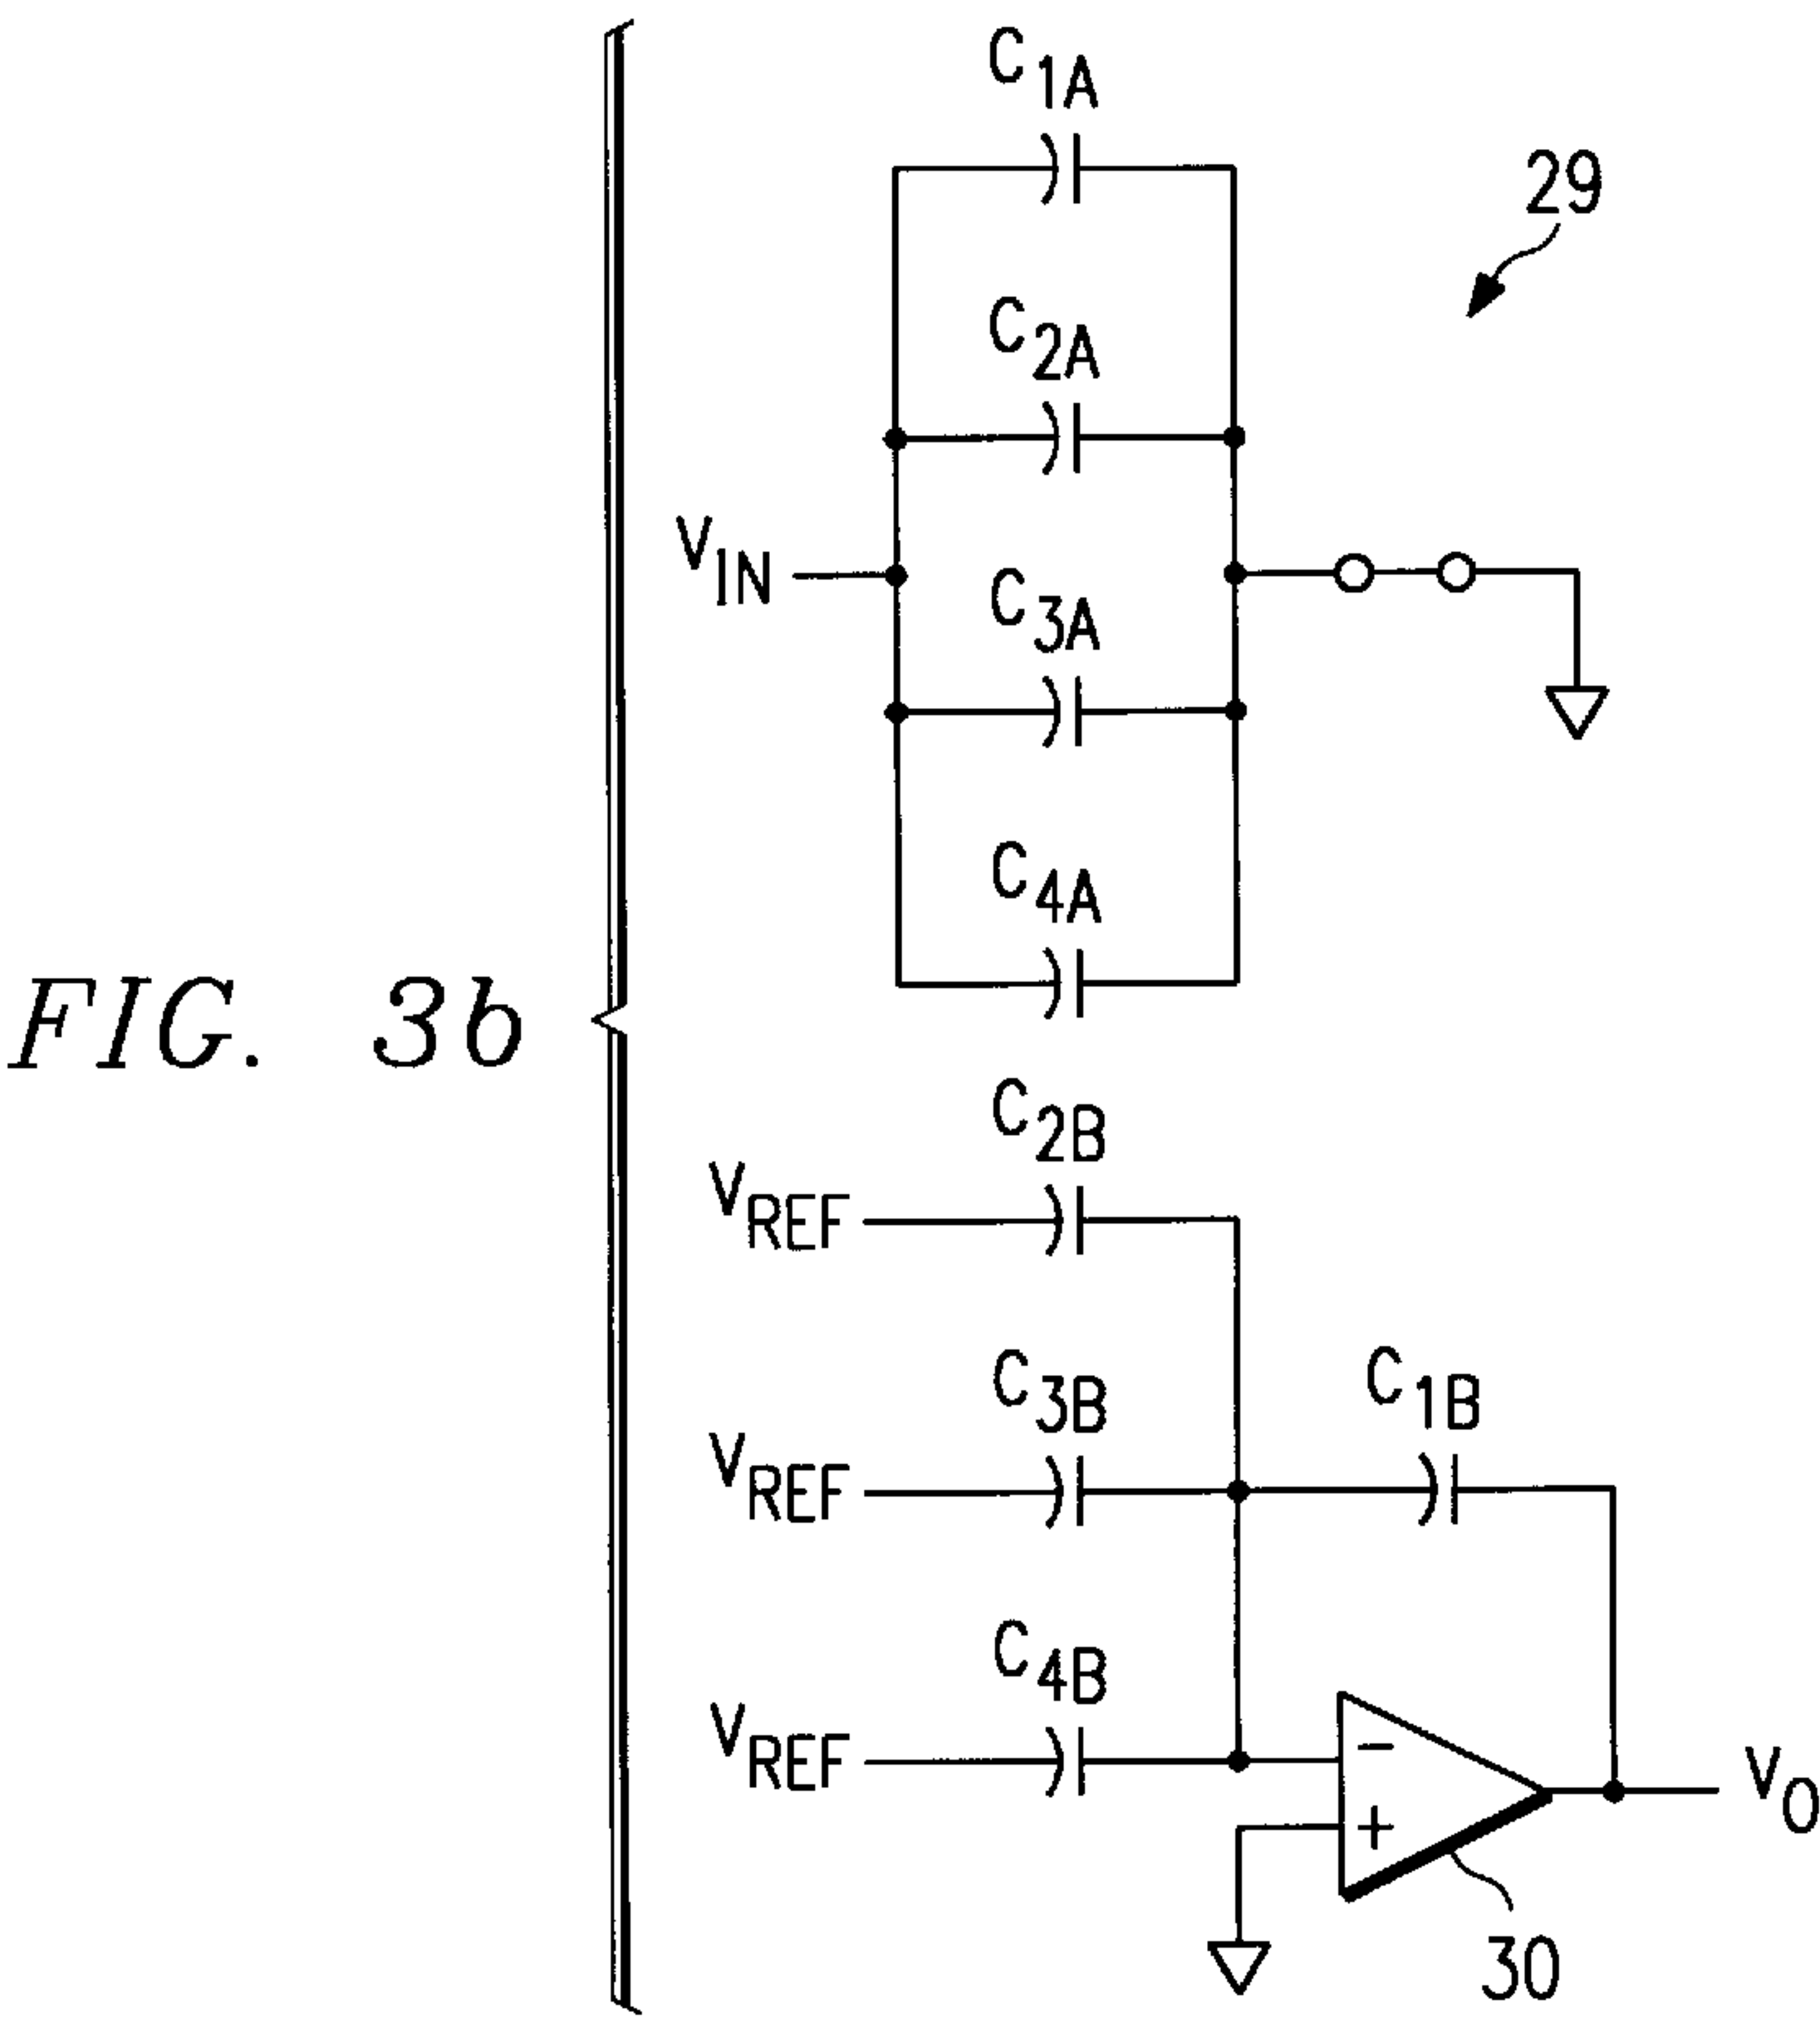 C1A
29
C2A
VIN
C3A
C4A
FIG. 3b
C2B
VREF
C3B
C1B
VREF
C4B
VREF
−
+
VO
30